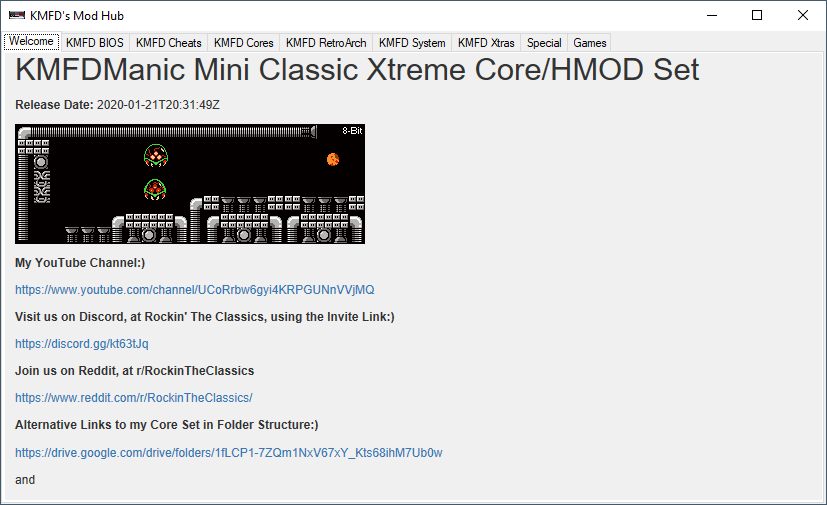 KMFD's Mod Hub
Welcome KMFD BIOS KMFD Cheats KMFD Cores KMFD RetroArch KMFD System KMFD Xtras Special Games
KMFDManic Mini Classic Xtreme Core/HMOD Set
Release Date: 2020-01-21T20:31:49Z
8-Bit
My YouTube Channel:)
https://www.youtube.com/channel/UCoRrbw6gyi4KRPGUNnVVjMQ
Visit us on Discord, at Rockin' The Classics, using the Invite Link:)
https://discord.gg/kt63tJq
Join us on Reddit, at r/RockinTheClassics
https://www.reddit.com/r/RockinTheClassics/
Alternative Links to my Core Set in Folder Structure:)
https://drive.google.com/drive/folders/1fLCP1-7ZQm1NxV67xY_Kts68ihM7Ub0w
and